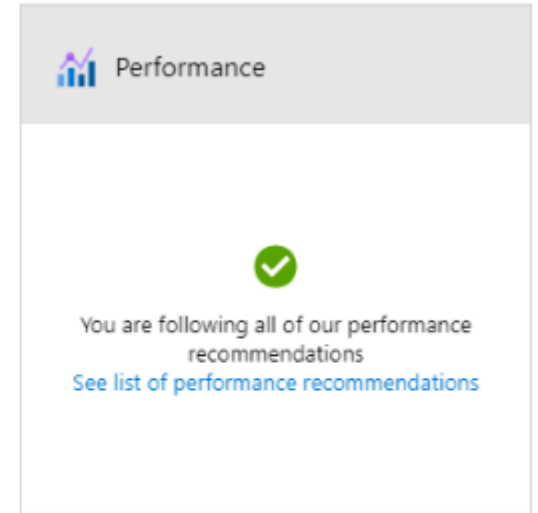 Performance
You are following all of our performance
recommendations
See list of performance recommendations